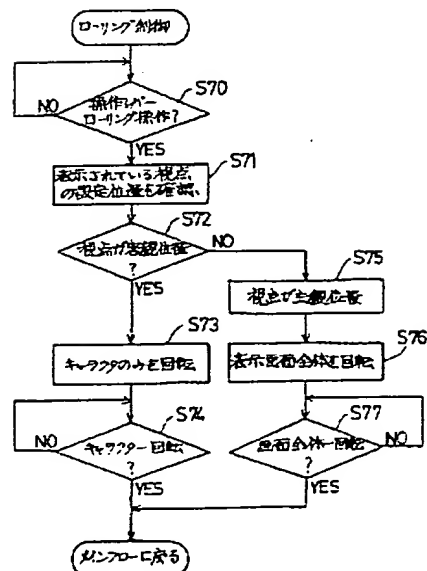 ローリング制御
S70
操作レバー
ローリング操作?
NO
YES
S71
表示されている視点
の設定位置を確認
S72
視点が客観位置
?
NO
YES
S75
視点が主観位置
S73
キャラクタのみを回転
S76
表示画面全体を回転
S74
キャラクター回転
?
NO
YES
S77
画面全体一回転
?
NO
YES
メインフローに戻る